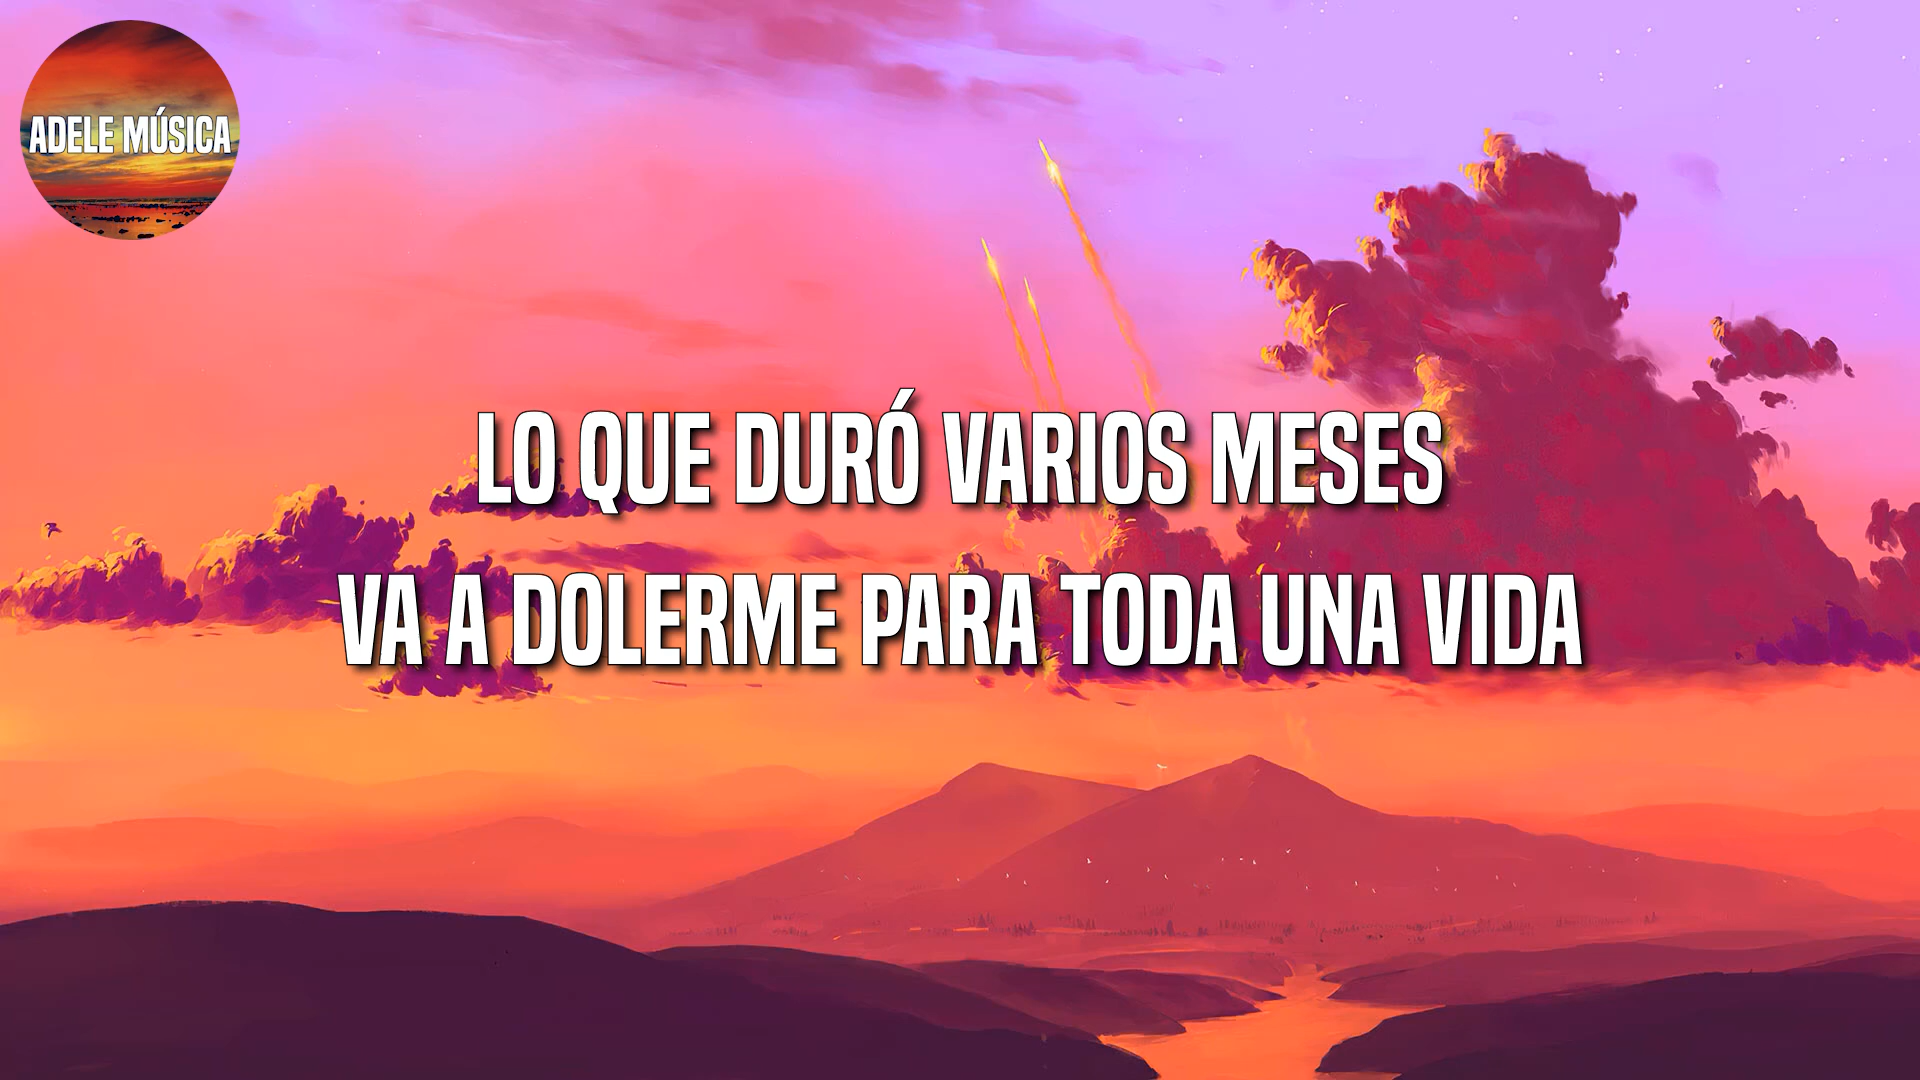 ADELE MÚSICA
LO QUE DURÓ VARIOS MESES
VA A DOLERME PARA TODA UNA VIDA